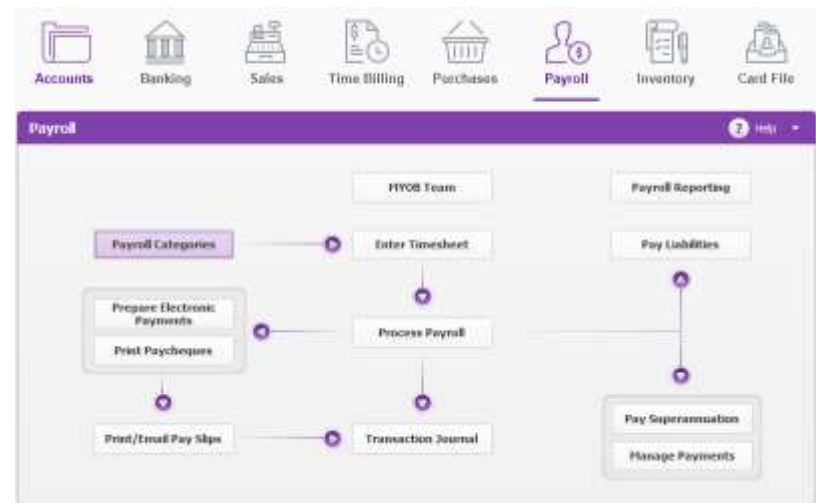 Accounts Banking Sales Time Billing Purchases Payroll Inventory Card File
Payroll ? Help
MYOB Team Payroll Reporting
Payroll Categories Enter Timesheet Pay Liabilities
Prepare Electronic
Payments
Process Payroll
Print Paycheques
Pay Superannuation
Print/Email Pay Slips Transaction Journal
Manage Payments